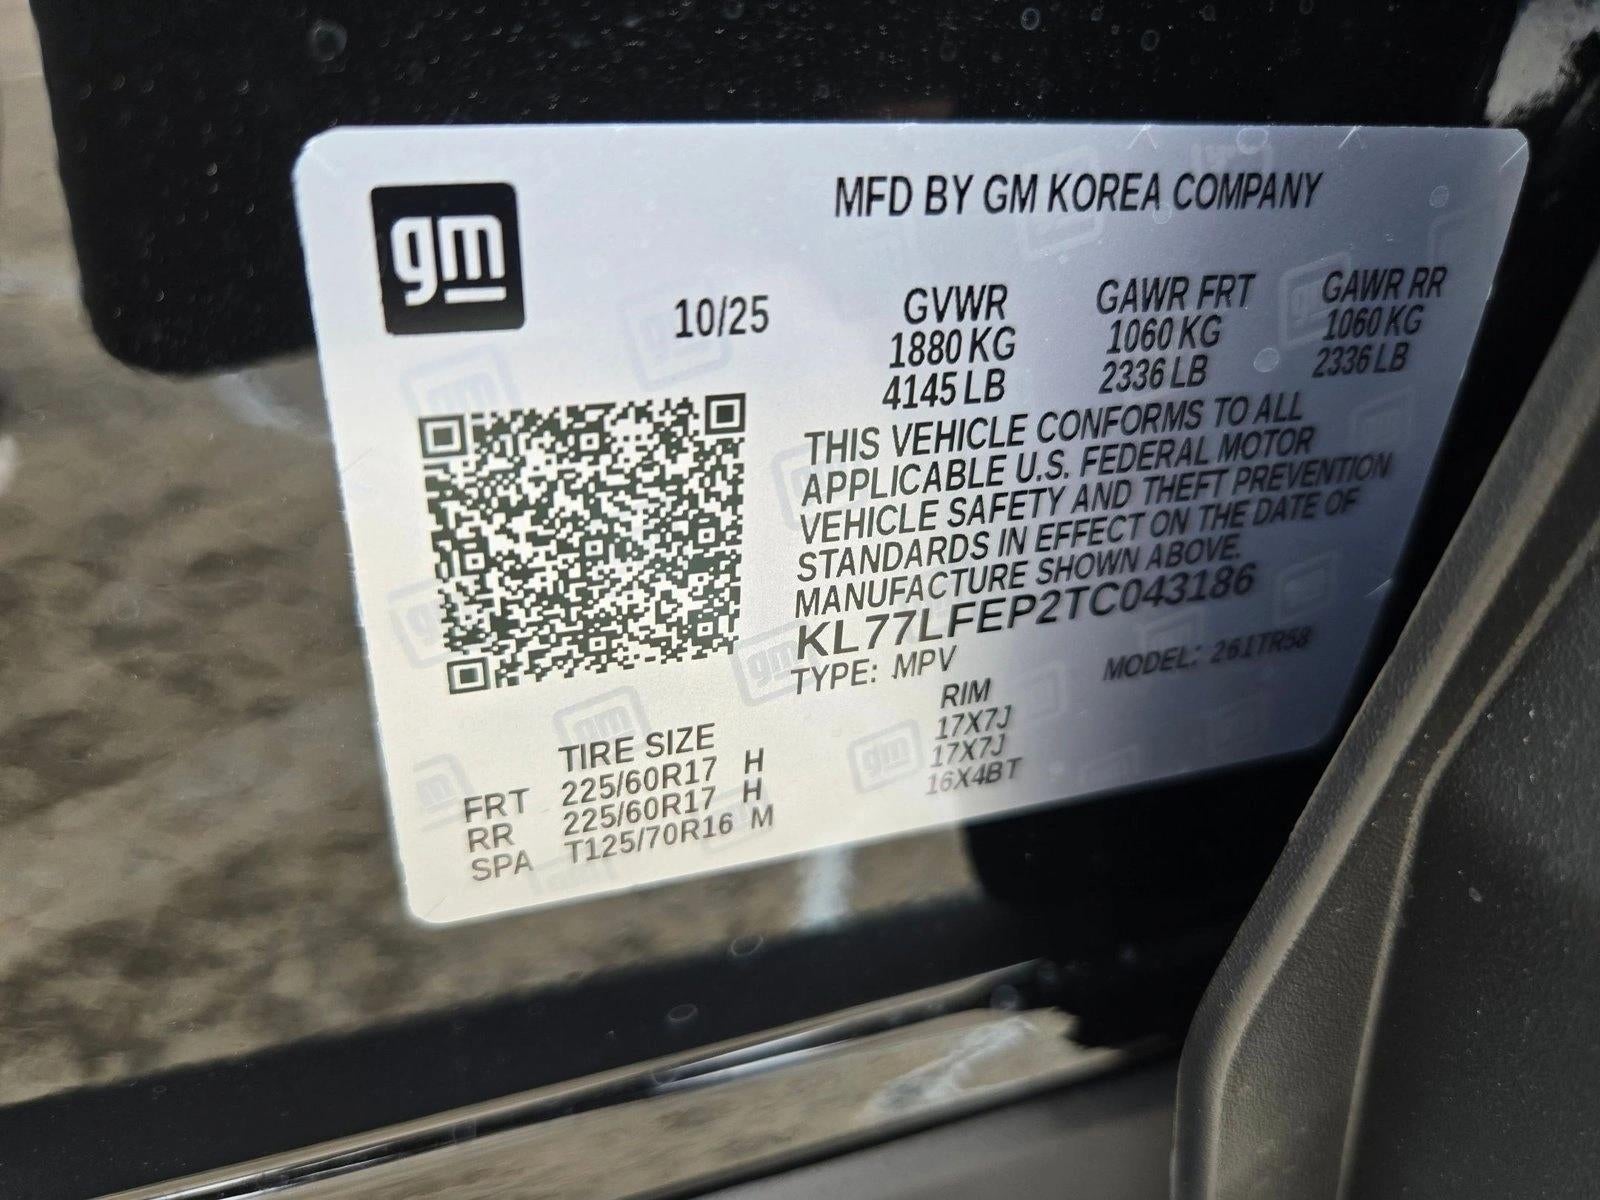 gm
MFD BY GM KOREA COMPANY
10/25
GVWR GAWR FRT GAWR RR
1880 KG 1060 KG 1060 KG
4145 LB 2336 LB 2336 LB
THIS VEHICLE CONFORMS TO ALL
APPLICABLE U.S. FEDERAL MOTOR
VEHICLE SAFETY AND THEFT PREVENTION
STANDARDS IN EFFECT ON THE DATE OF
MANUFACTURE SHOWN ABOVE.
KL77LFEP2TC043186
TYPE: MPV MODEL: 261TR58
TIRE SIZE RIM
FRT 225/60R17 H 17X7J
RR 225/60R17 H 17X7J
SPA T125/70R16 M 16X4BT